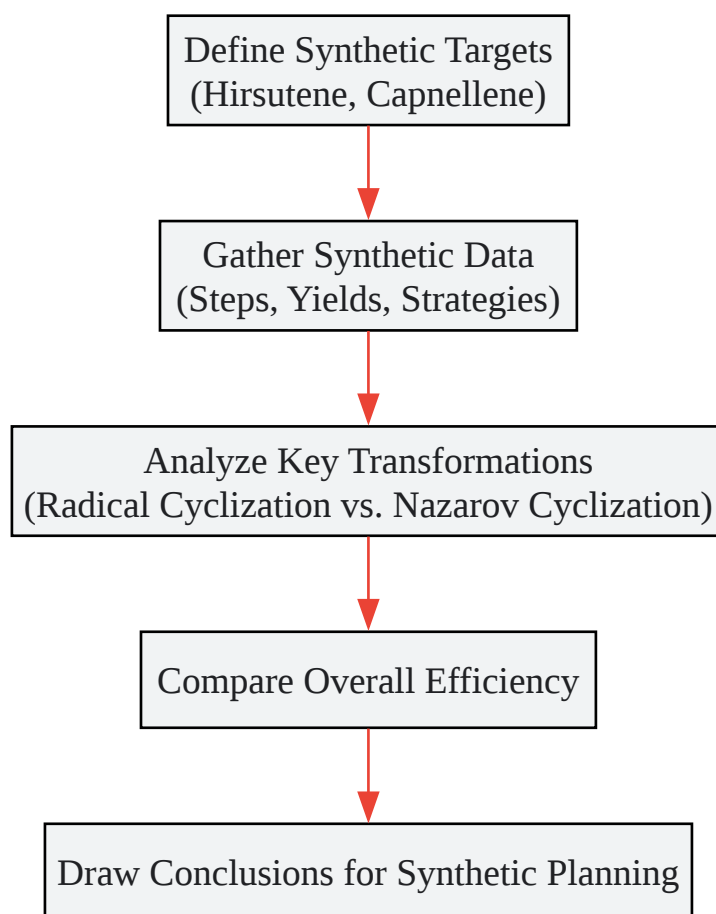 Define Synthetic Targets
(Hirsutene, Capnellene)
Gather Synthetic Data
(Steps, Yields, Strategies)
Analyze Key Transformations
(Radical Cyclization vs. Nazarov Cyclization)
Compare Overall Efficiency
Draw Conclusions for Synthetic Planning